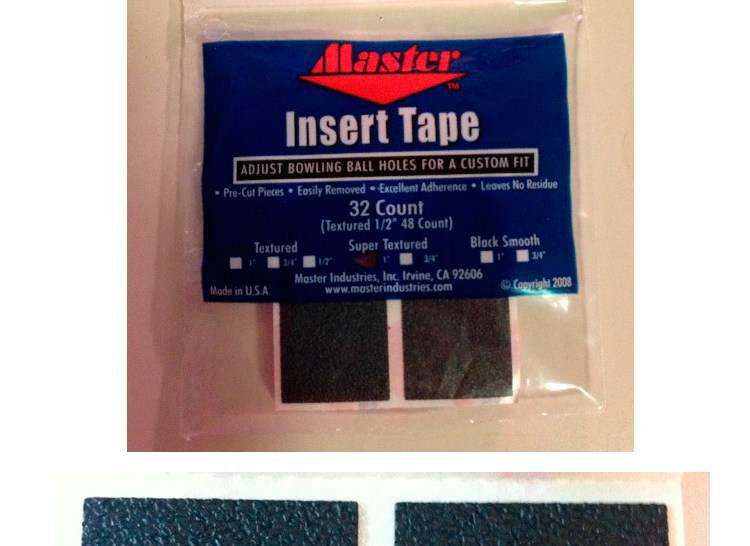 Master
TM
Insert Tape
ADJUST BOWLING BALL HOLES FOR A CUSTOM FIT
• Pre-Cut Pieces • Easily Removed • Excellent Adherence • Leaves No Residue
32 Count
(Textured 1/2" 48 Count)
Textured Super Textured Black Smooth
1" 3/4" 1/2" 1" 3/4" 1" 3/4"
Master Industries, Inc. Irvine, CA 92606
Made in U.S.A. www.masterindustries.com © Copyright 2008